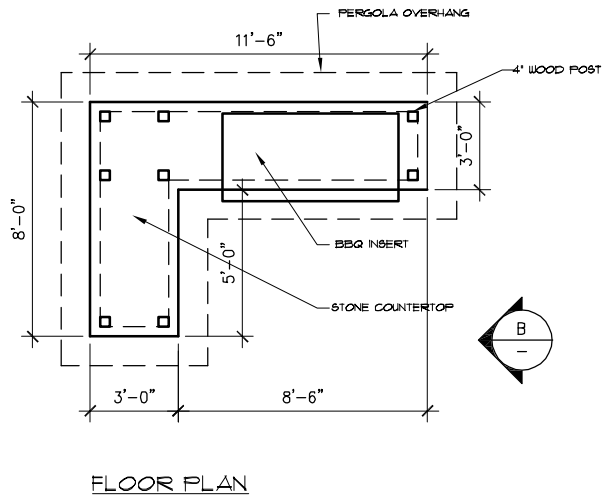 PERGOLA OVERHANG
11'-6"
4" WOOD POST
3'-0"
8'-0"
BBQ INSERT
5'-0"
STONE COUNTERTOP
B
–
3'-0"
8'-6"
FLOOR PLAN